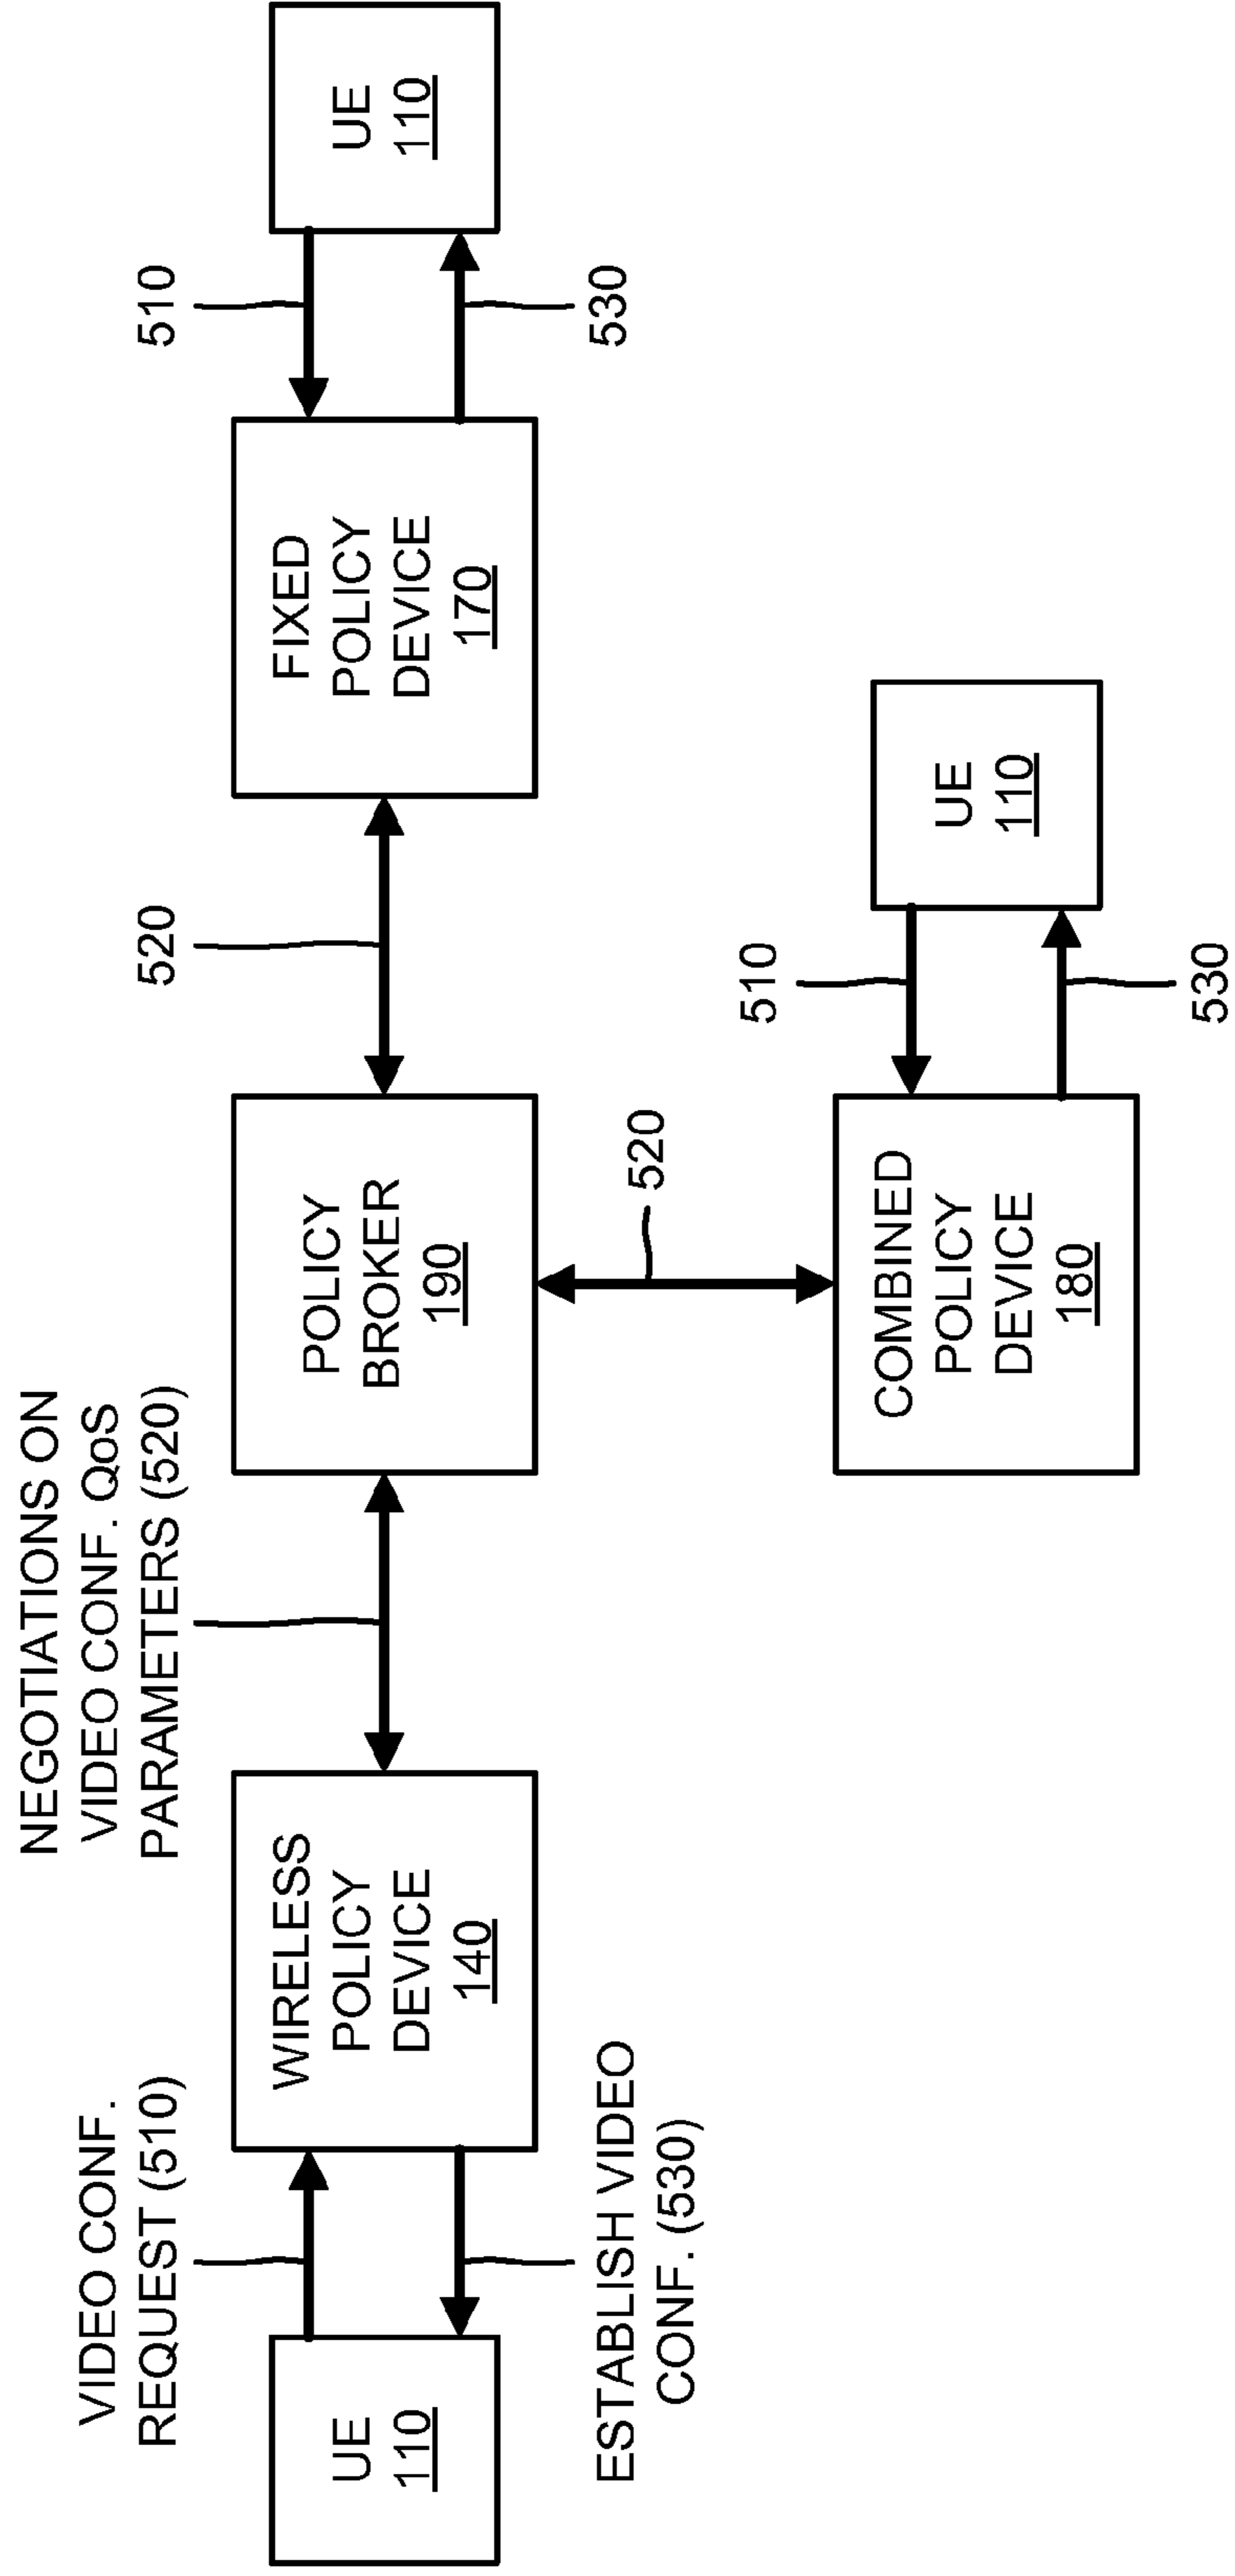 NEGOTIATIONS ON
VIDEO CONF. QoS
PARAMETERS (520)
VIDEO CONF.
REQUEST (510)
520
510
UE
110
WIRELESS
POLICY
DEVICE
140
POLICY
BROKER
190
FIXED
POLICY
DEVICE
170
UE
110
ESTABLISH VIDEO
CONF. (530)
520
530
510
COMBINED
POLICY
DEVICE
180
UE
110
530